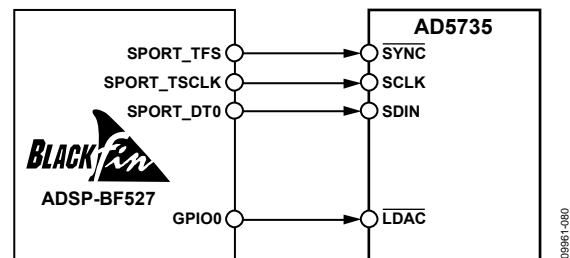 AD5735
SPORT_TFS
SYNC
SPORT_TSCLK
SCLK
SPORT_DT0
SDIN
BLACKfin
ADSP-BF527
GPIO0
LDAC
09961-080